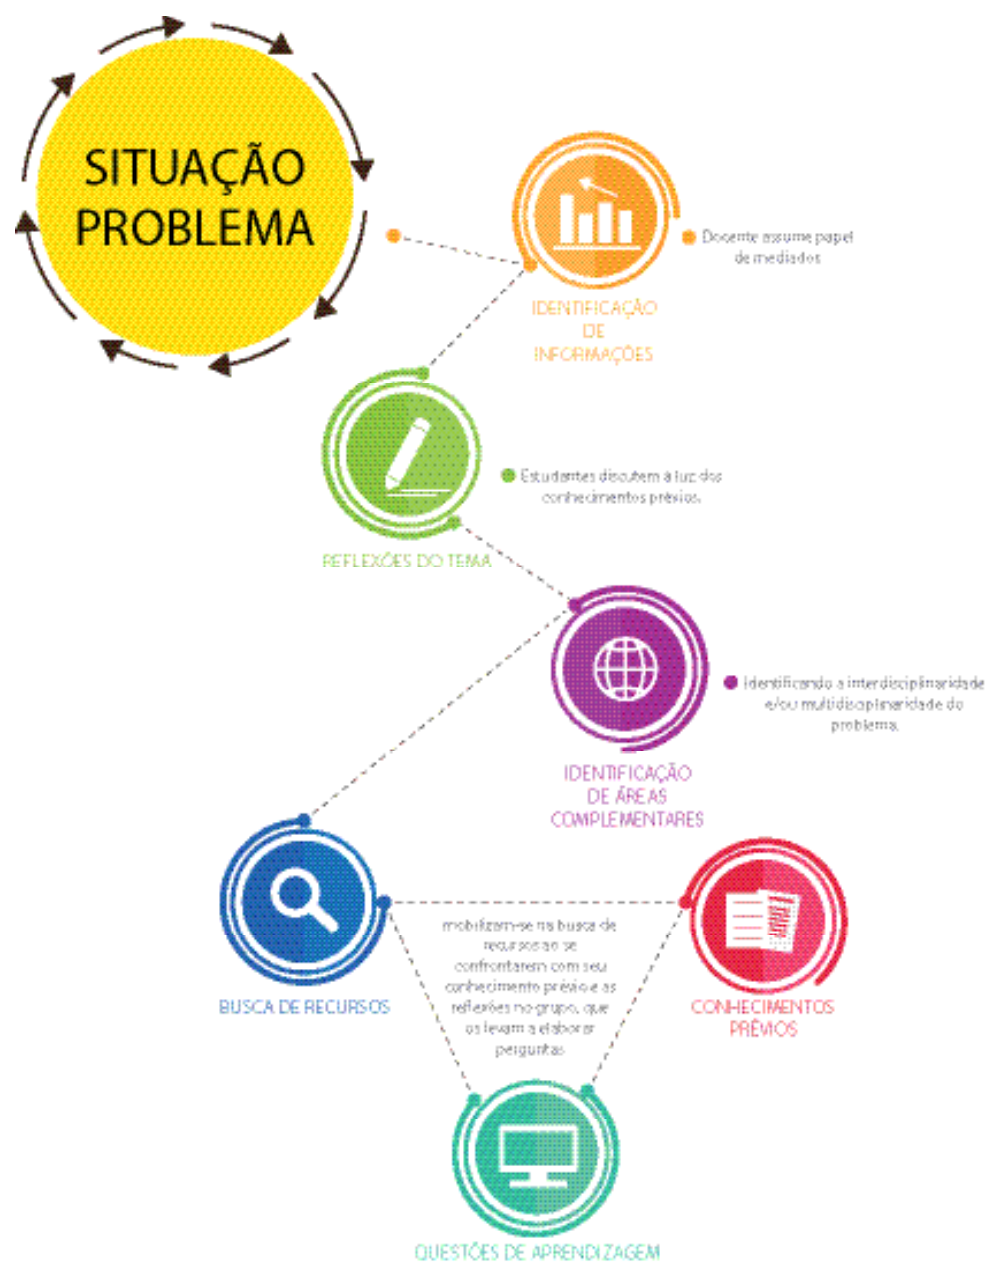 SITUAÇÃO
PROBLEMA
Docente assume papel
de mediados
IDENTIFICAÇÃO
DE
INFORMAÇÕES
Estudantes discutem à luz dos
conhecimentos prévios.
REFLEXÕES DO TEMA
Identificando a interdisciplinaridade
e/ou multidisciplinaridade do
problema.
IDENTIFICAÇÃO
DE ÁREAS
COMPLEMENTARES
mobilizam-se na busca de
recursos ao se
confrontarem com seu
conhecimento prévio e as
reflexões no grupo, que
os levam a elaborar
perguntas
BUSCA DE RECURSOS
CONHECIMENTOS
PRÉVIOS
QUESTÕES DE APRENDIZAGEM